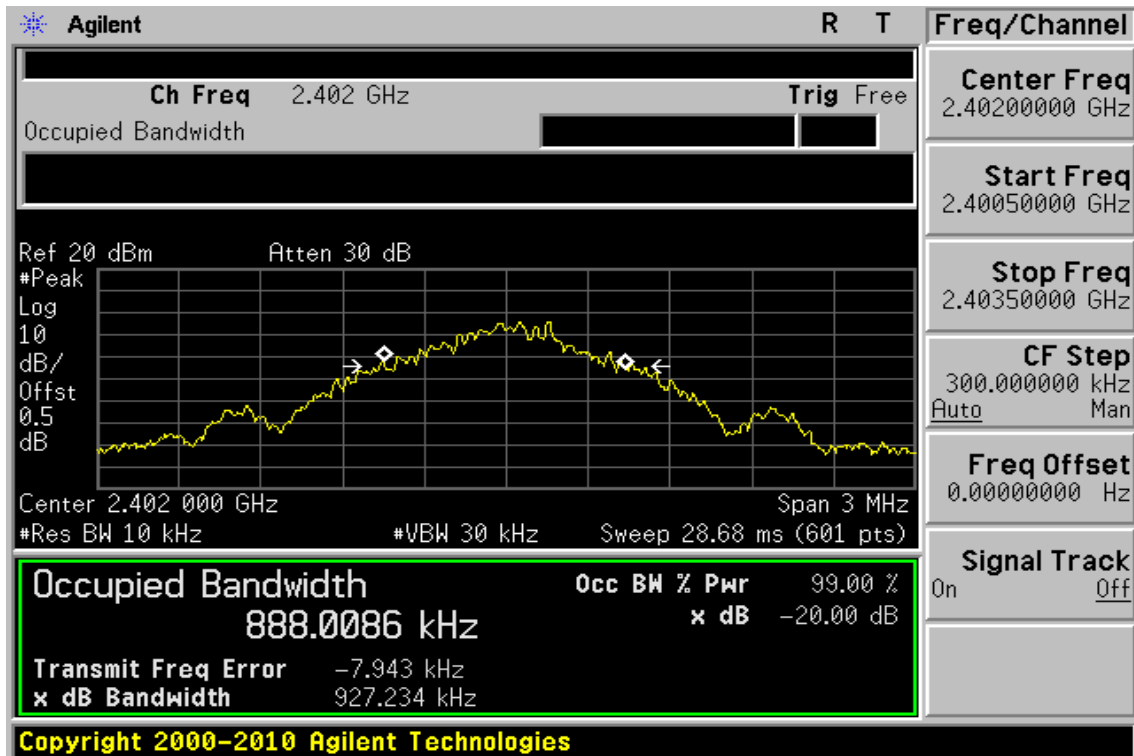 Agilent R T
Ch Freq 2.402 GHz Trig Free
Occupied Bandwidth
Ref 20 dBm Atten 30 dB
#Peak
Log
10
dB/
Offst
0.5
dB
Center 2.402 000 GHz Span 3 MHz
#Res BW 10 kHz #VBW 30 kHz Sweep 28.68 ms (601 pts)
Occupied Bandwidth
888.0086 kHz
Occ BW % Pwr 99.00 %
x dB -20.00 dB
Transmit Freq Error -7.943 kHz
x dB Bandwidth 927.234 kHz
Copyright 2000-2010 Agilent Technologies
Freq/Channel
Center Freq
2.40200000 GHz
Start Freq
2.40050000 GHz
Stop Freq
2.40350000 GHz
CF Step
300.000000 kHz
Auto Man
Freq Offset
0.00000000 Hz
Signal Track
On Off